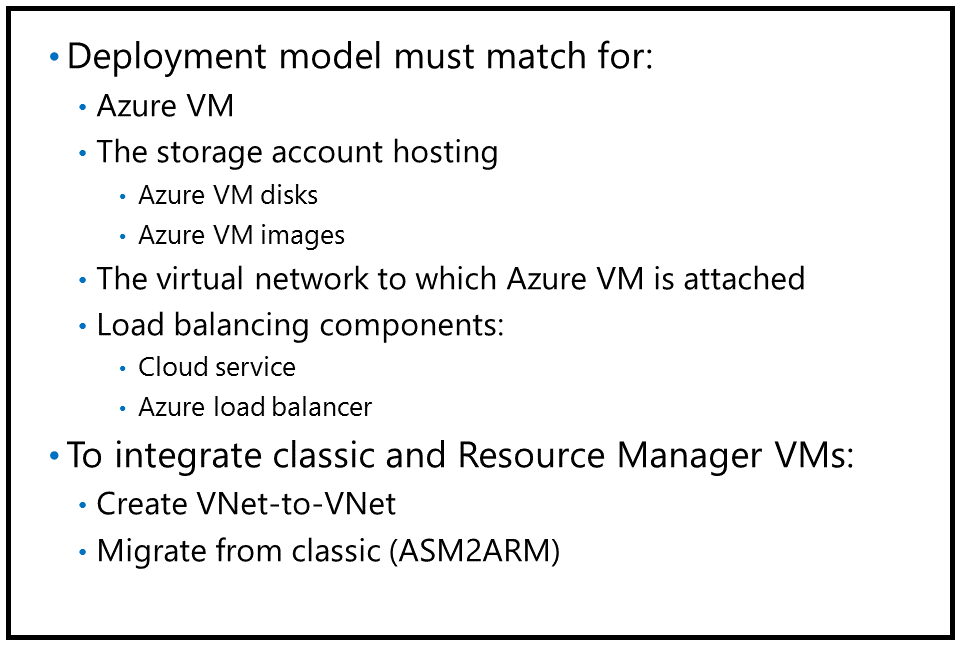 • Deployment model must match for:
• Azure VM
• The storage account hosting
• Azure VM disks
• Azure VM images
• The virtual network to which Azure VM is attached
• Load balancing components:
• Cloud service
• Azure load balancer
• To integrate classic and Resource Manager VMs:
• Create VNet-to-VNet
• Migrate from classic (ASM2ARM)